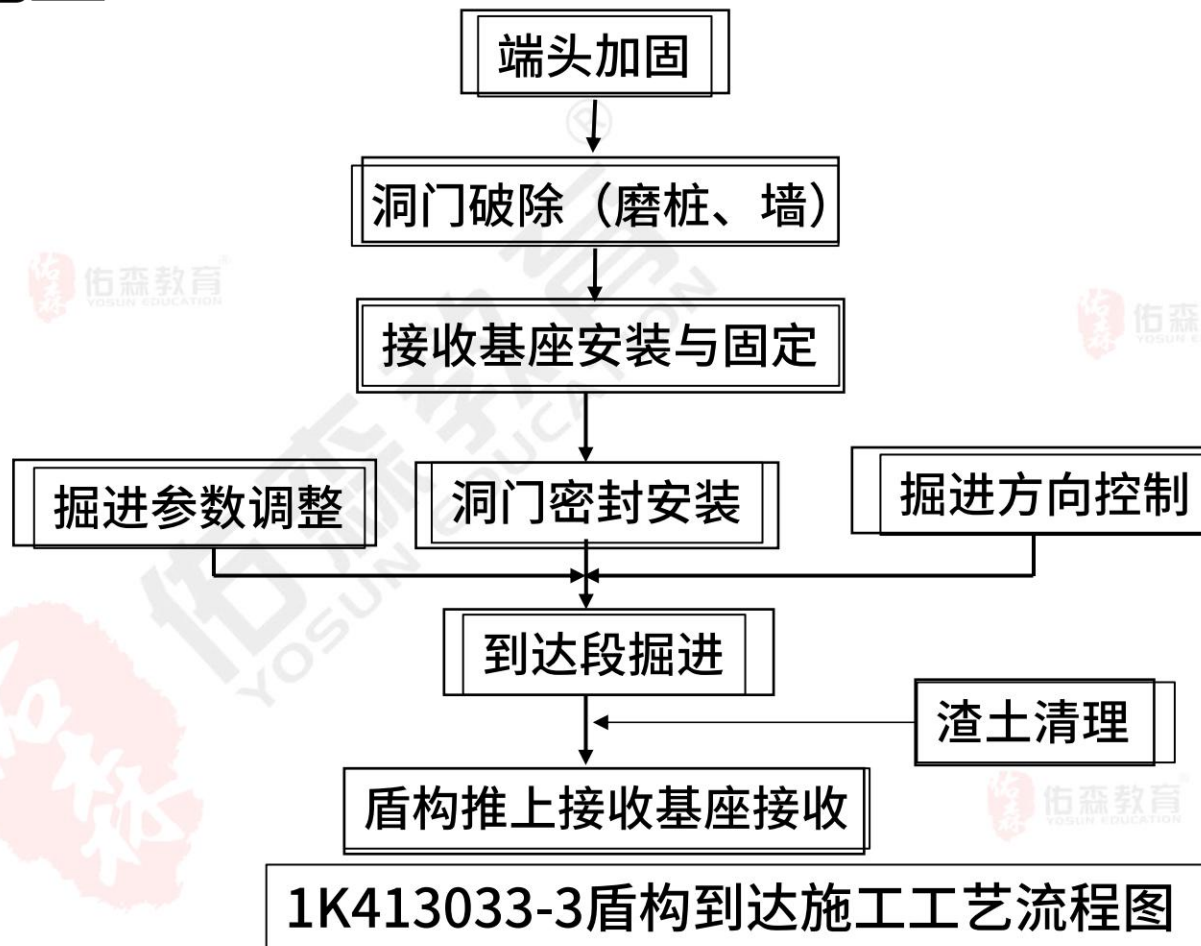 端头加固
®
洞门破除（磨桩、墙）
佑森教育
YOSUN EDUCATION
接收基座安装与固定
佑森
掘进参数调整
洞门密封安装
掘进方向控制
佑森教育
YOSUN EDUCATION
到达段掘进
渣土清理
盾构推上接收基座接收
佑森教育
YOSUN EDUCATION
1K413033-3盾构到达施工工艺流程图